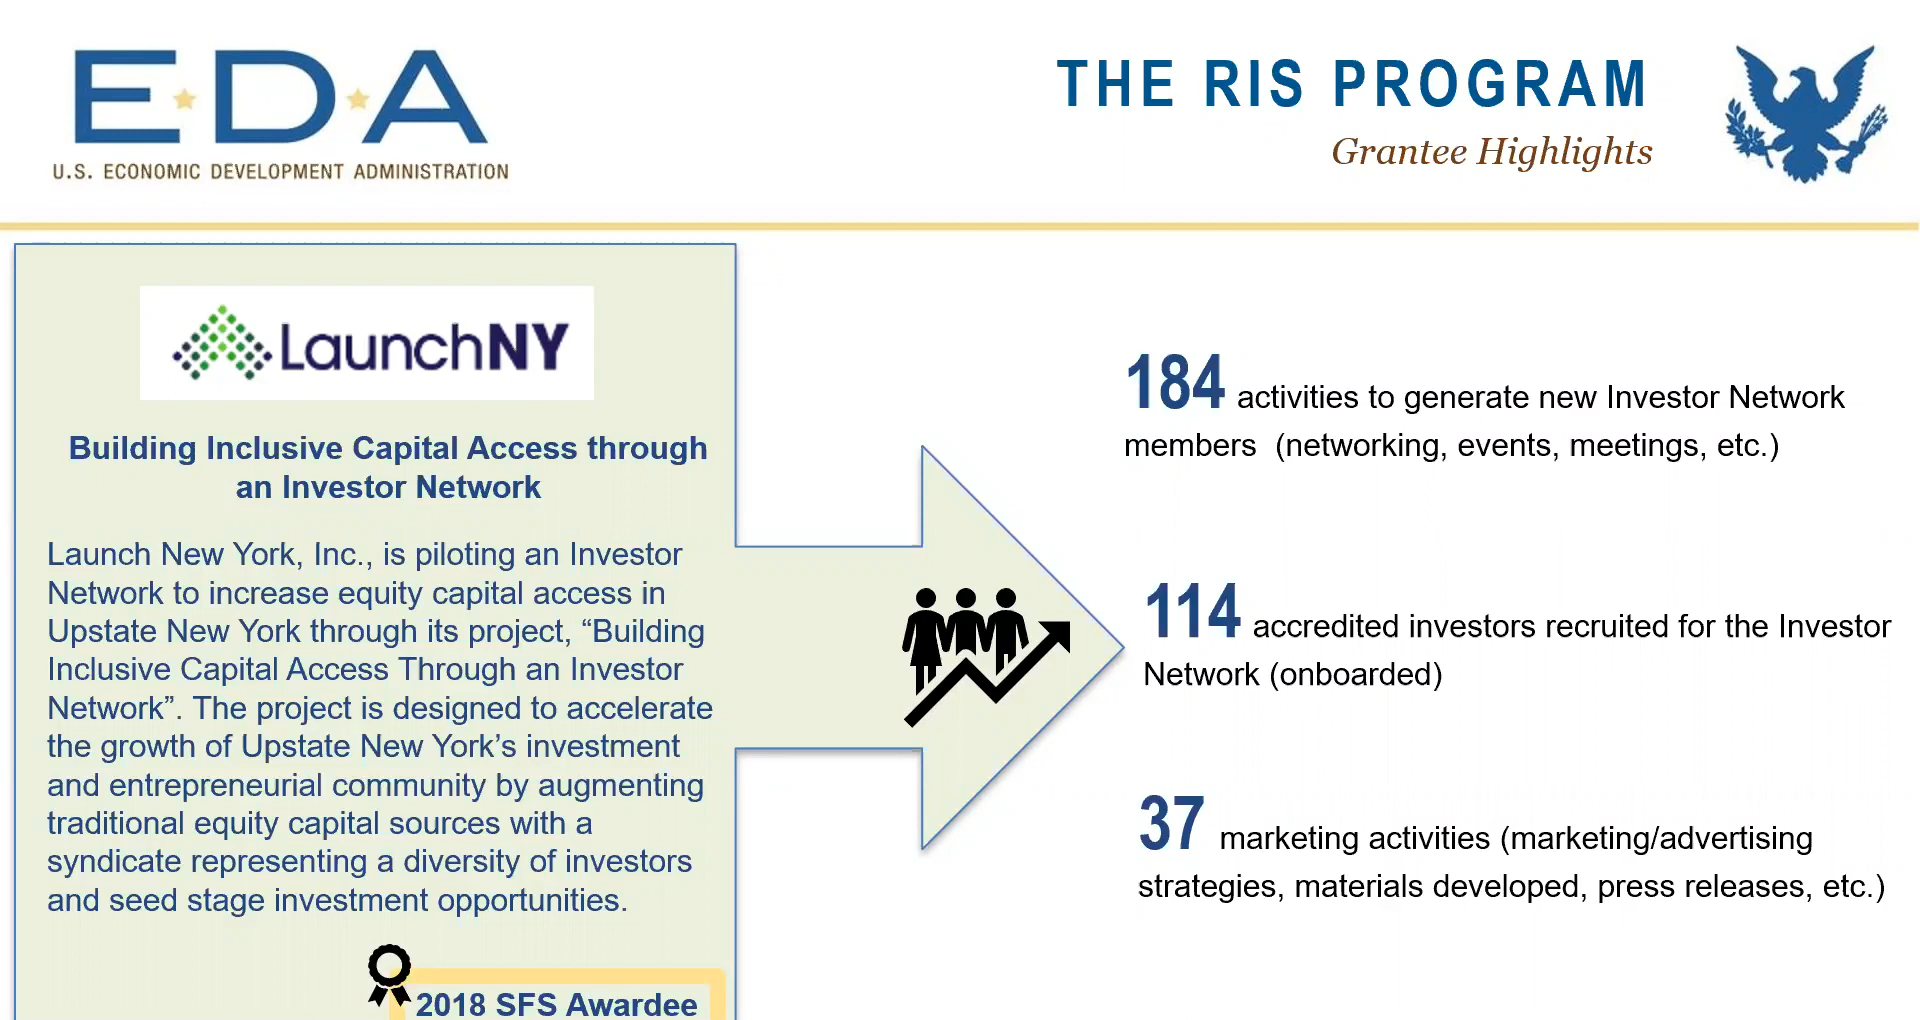 E★D★A
U.S. ECONOMIC DEVELOPMENT ADMINISTRATION
THE RIS PROGRAM
Grantee Highlights
LaunchNY
Building Inclusive Capital Access through
an Investor Network
Launch New York, Inc., is piloting an Investor
Network to increase equity capital access in
Upstate New York through its project, “Building
Inclusive Capital Access Through an Investor
Network”. The project is designed to accelerate
the growth of Upstate New York’s investment
and entrepreneurial community by augmenting
traditional equity capital sources with a
syndicate representing a diversity of investors
and seed stage investment opportunities.
2018 SFS Awardee
184 activities to generate new Investor Network
members (networking, events, meetings, etc.)
114 accredited investors recruited for the Investor
Network (onboarded)
37 marketing activities (marketing/advertising
strategies, materials developed, press releases, etc.)